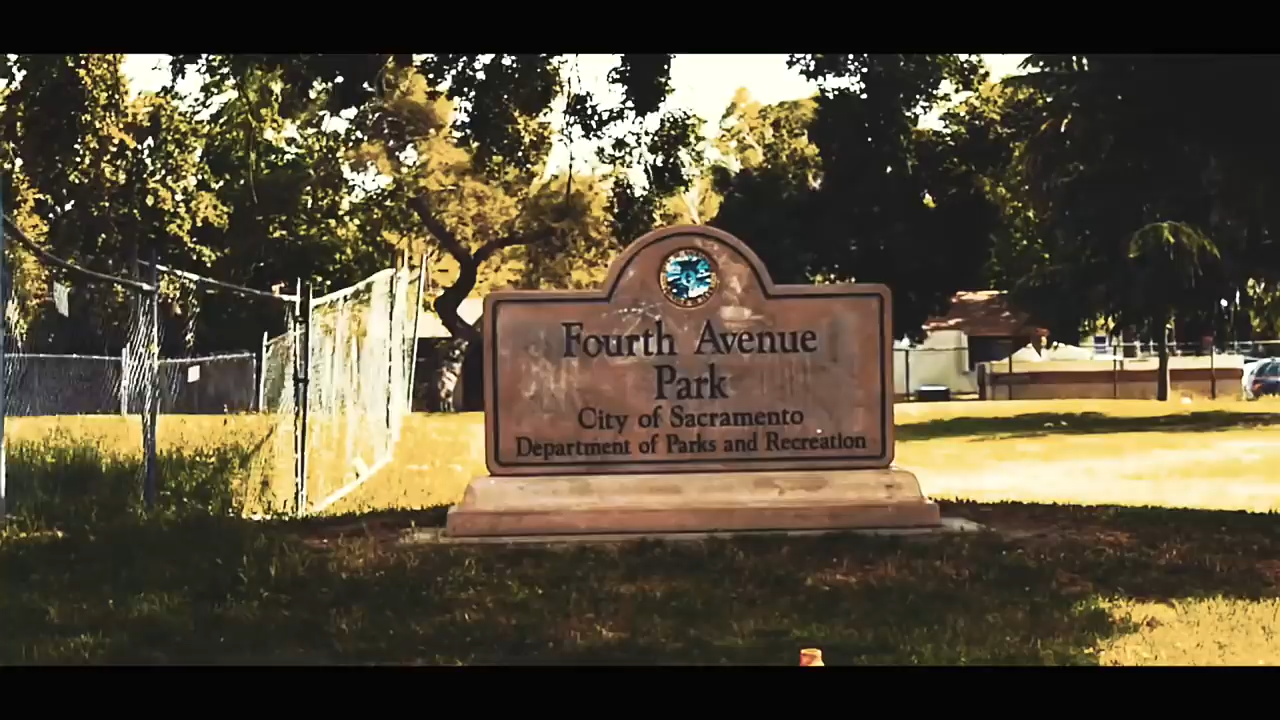 Fourth Avenue
Park
City of Sacramento
Department of Parks and Recreation